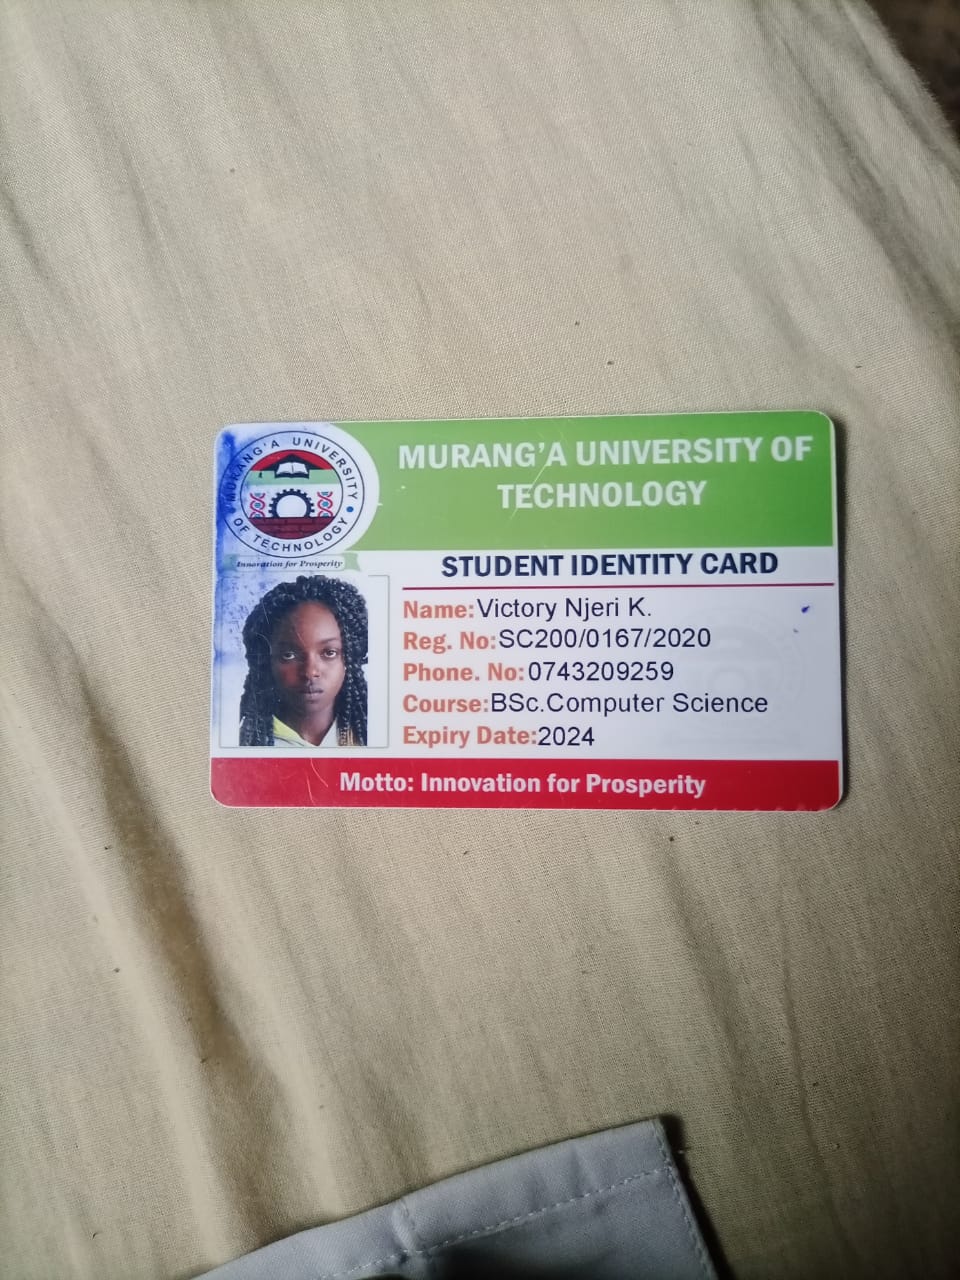 MURANG'A UNIVERSITY OF TECHNOLOGY
Innovation for Prosperity
MURANG'A UNIVERSITY OF
TECHNOLOGY
STUDENT IDENTITY CARD
Name:Victory Njeri K.
Reg. No:SC200/0167/2020
Phone. No:0743209259
Course:BSc.Computer Science
Expiry Date:2024
Motto: Innovation for Prosperity